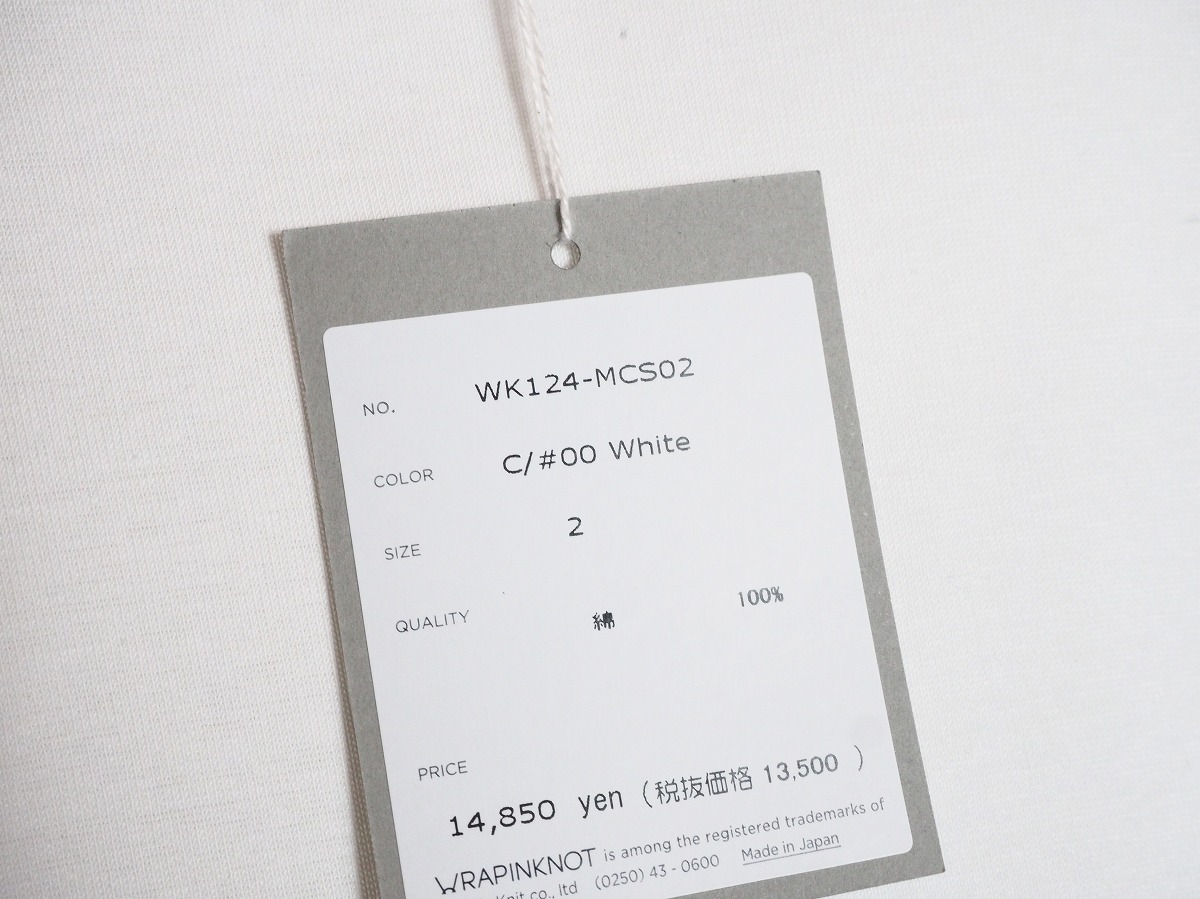 NO. WK124-MCS02
COLOR C/#00 White
SIZE 2
QUALITY 綿 100%
PRICE
14,850 yen (税抜価格 13,500 )
WRAPINKNOT is among the registered trademarks of
Knit co., ltd (0250) 43 - 0600 Made in Japan